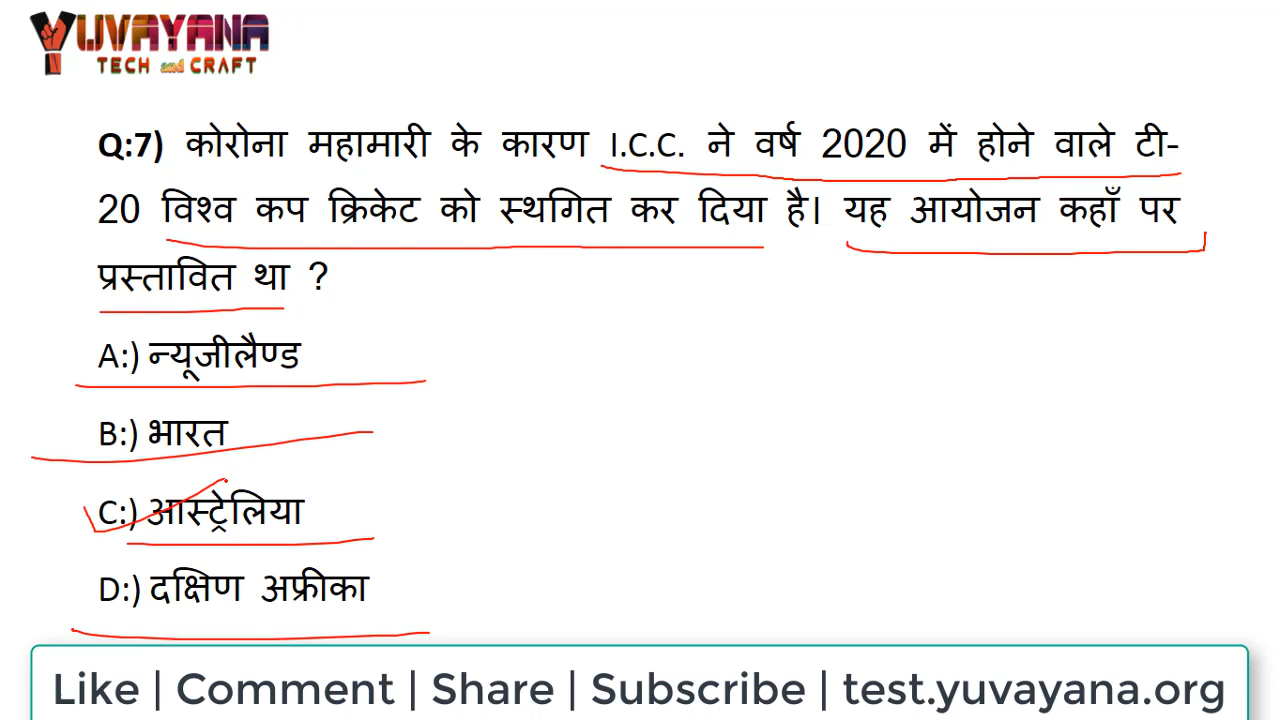 YUVAYANA
TECH and CRAFT
Q:7) कोरोना महामारी के कारण I.C.C. ने वर्ष 2020 में होने वाले टी-
20 विश्व कप क्रिकेट को स्थगित कर दिया है। यह आयोजन कहाँ पर
प्रस्तावित था ?
A:) न्यूजीलैण्ड
B:) भारत
C:) आस्ट्रेलिया
D:) दक्षिण अफ्रीका
Like | Comment | Share | Subscribe | test.yuvayana.org